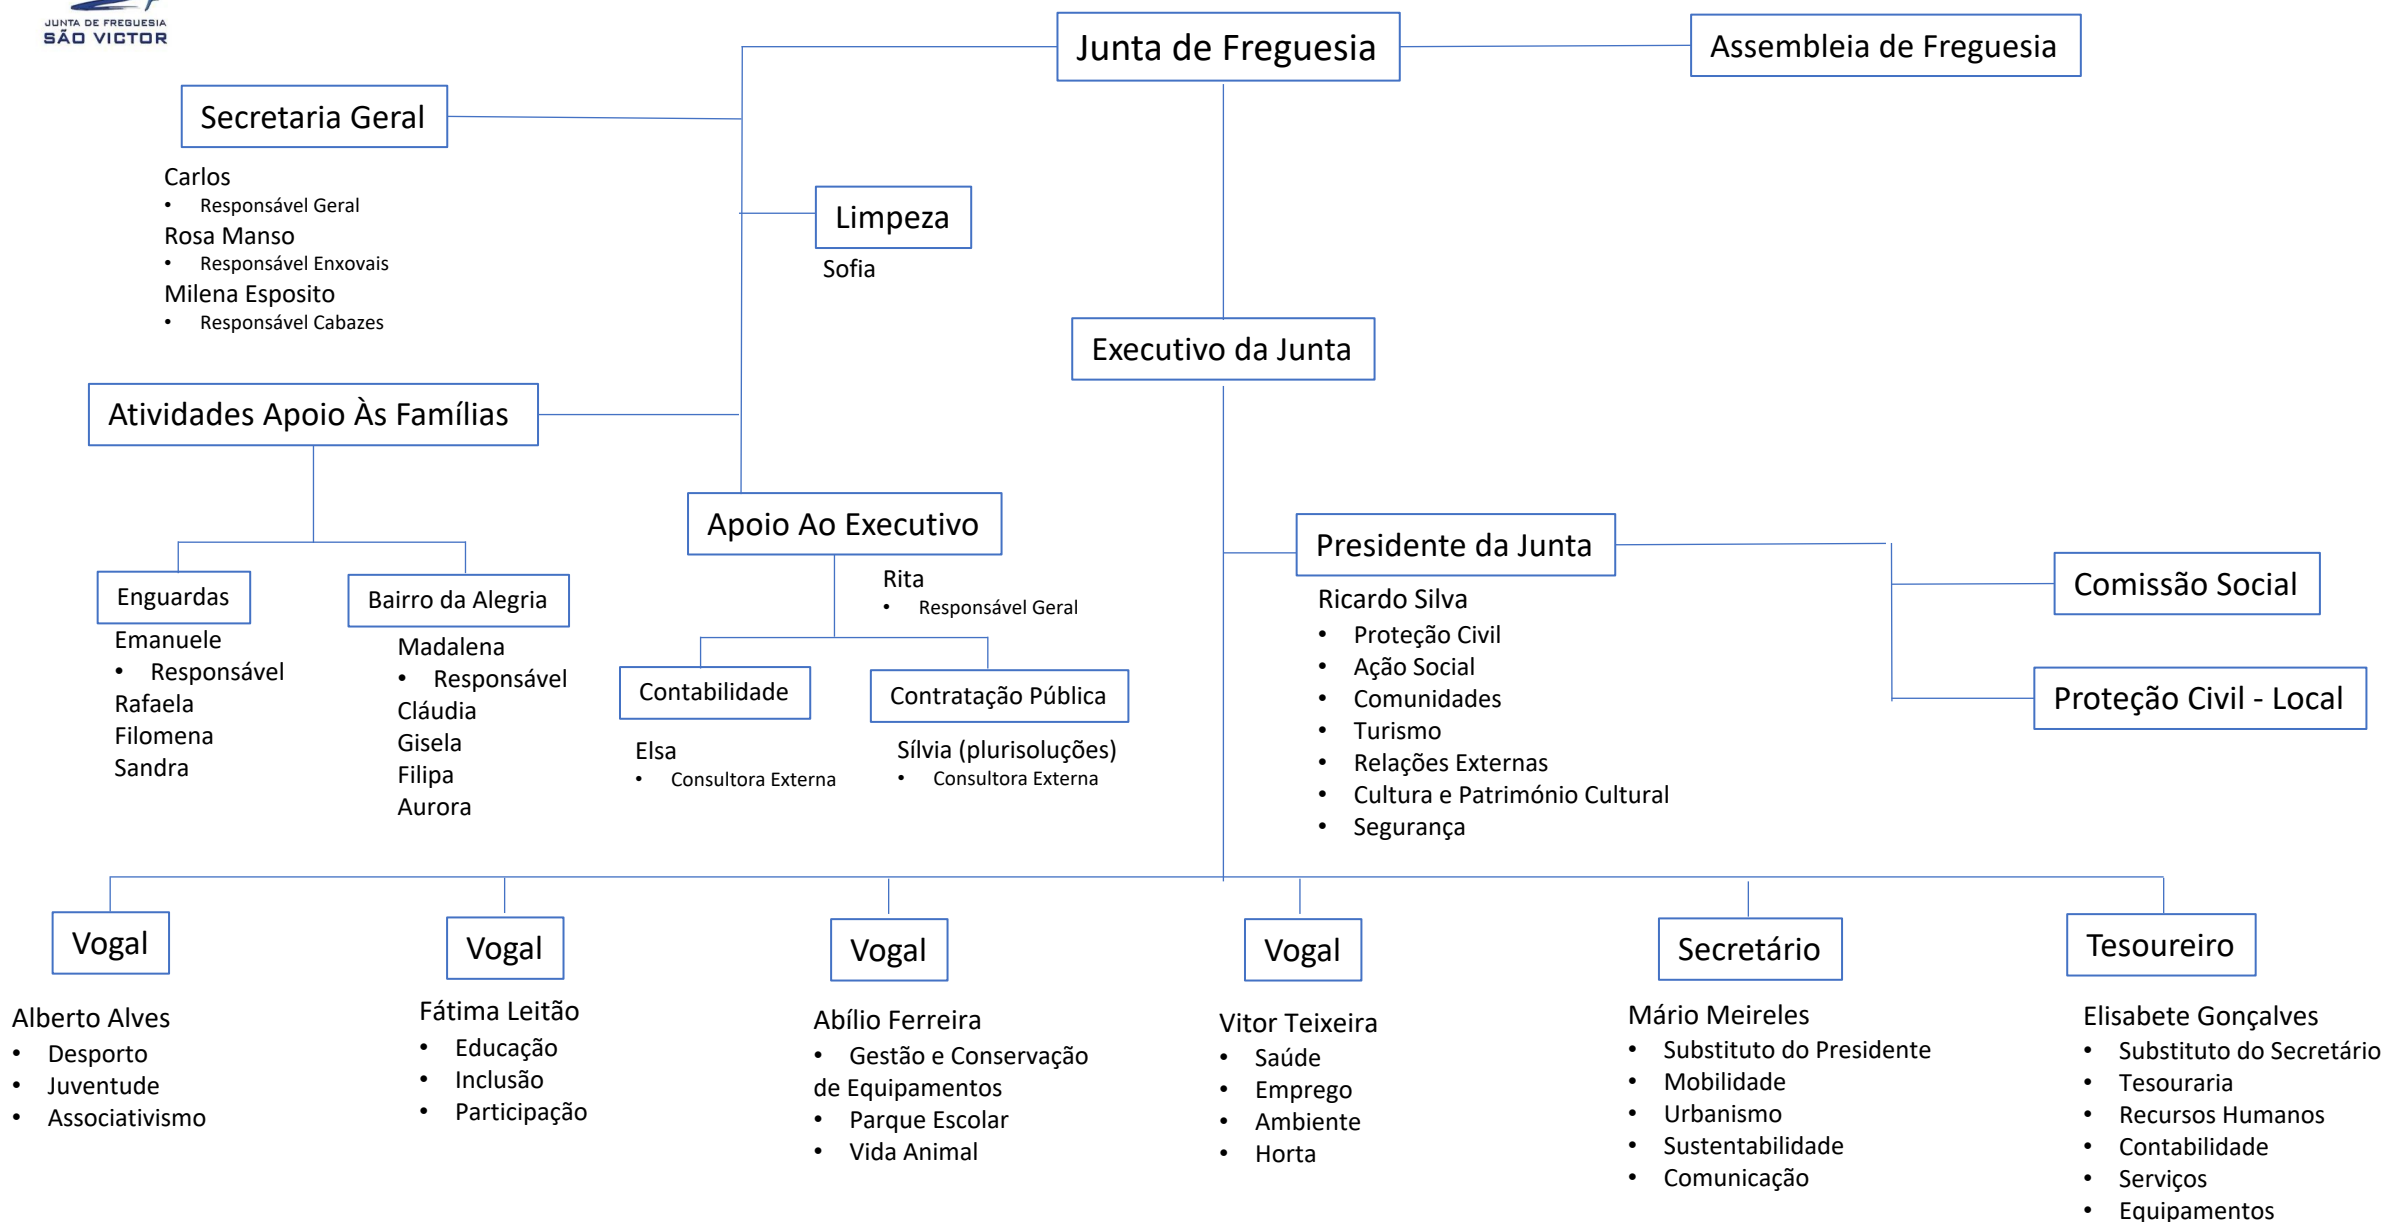 JUNTA DE FREGUESIA
SÃO VICTOR
Junta de Freguesia
Assembleia de Freguesia
Secretaria Geral
Carlos
• Responsável Geral
Rosa Manso
• Responsável Enxovais
Milena Esposito
• Responsável Cabazes
Limpeza
Sofia
Executivo da Junta
Atividades Apoio Às Famílias
Enguardas
Emanuele
• Responsável
Rafaela
Filomena
Sandra
Bairro da Alegria
Madalena
• Responsável
Cláudia
Gisela
Filipa
Aurora
Apoio Ao Executivo
Rita
• Responsável Geral
Contabilidade
Elsa
• Consultora Externa
Contratação Pública
Sílvia (plurisoluções)
• Consultora Externa
Presidente da Junta
Ricardo Silva
• Proteção Civil
• Ação Social
• Comunidades
• Turismo
• Relações Externas
• Cultura e Património Cultural
• Segurança
Comissão Social
Proteção Civil - Local
Vogal
Alberto Alves
• Desporto
• Juventude
• Associativismo
Vogal
Fátima Leitão
• Educação
• Inclusão
• Participação
Vogal
Abílio Ferreira
• Gestão e Conservação
de Equipamentos
• Parque Escolar
• Vida Animal
Vogal
Vitor Teixeira
• Saúde
• Emprego
• Ambiente
• Horta
Secretário
Mário Meireles
• Substituto do Presidente
• Mobilidade
• Urbanismo
• Sustentabilidade
• Comunicação
Tesoureiro
Elisabete Gonçalves
• Substituto do Secretário
• Tesouraria
• Recursos Humanos
• Contabilidade
• Serviços
• Equipamentos